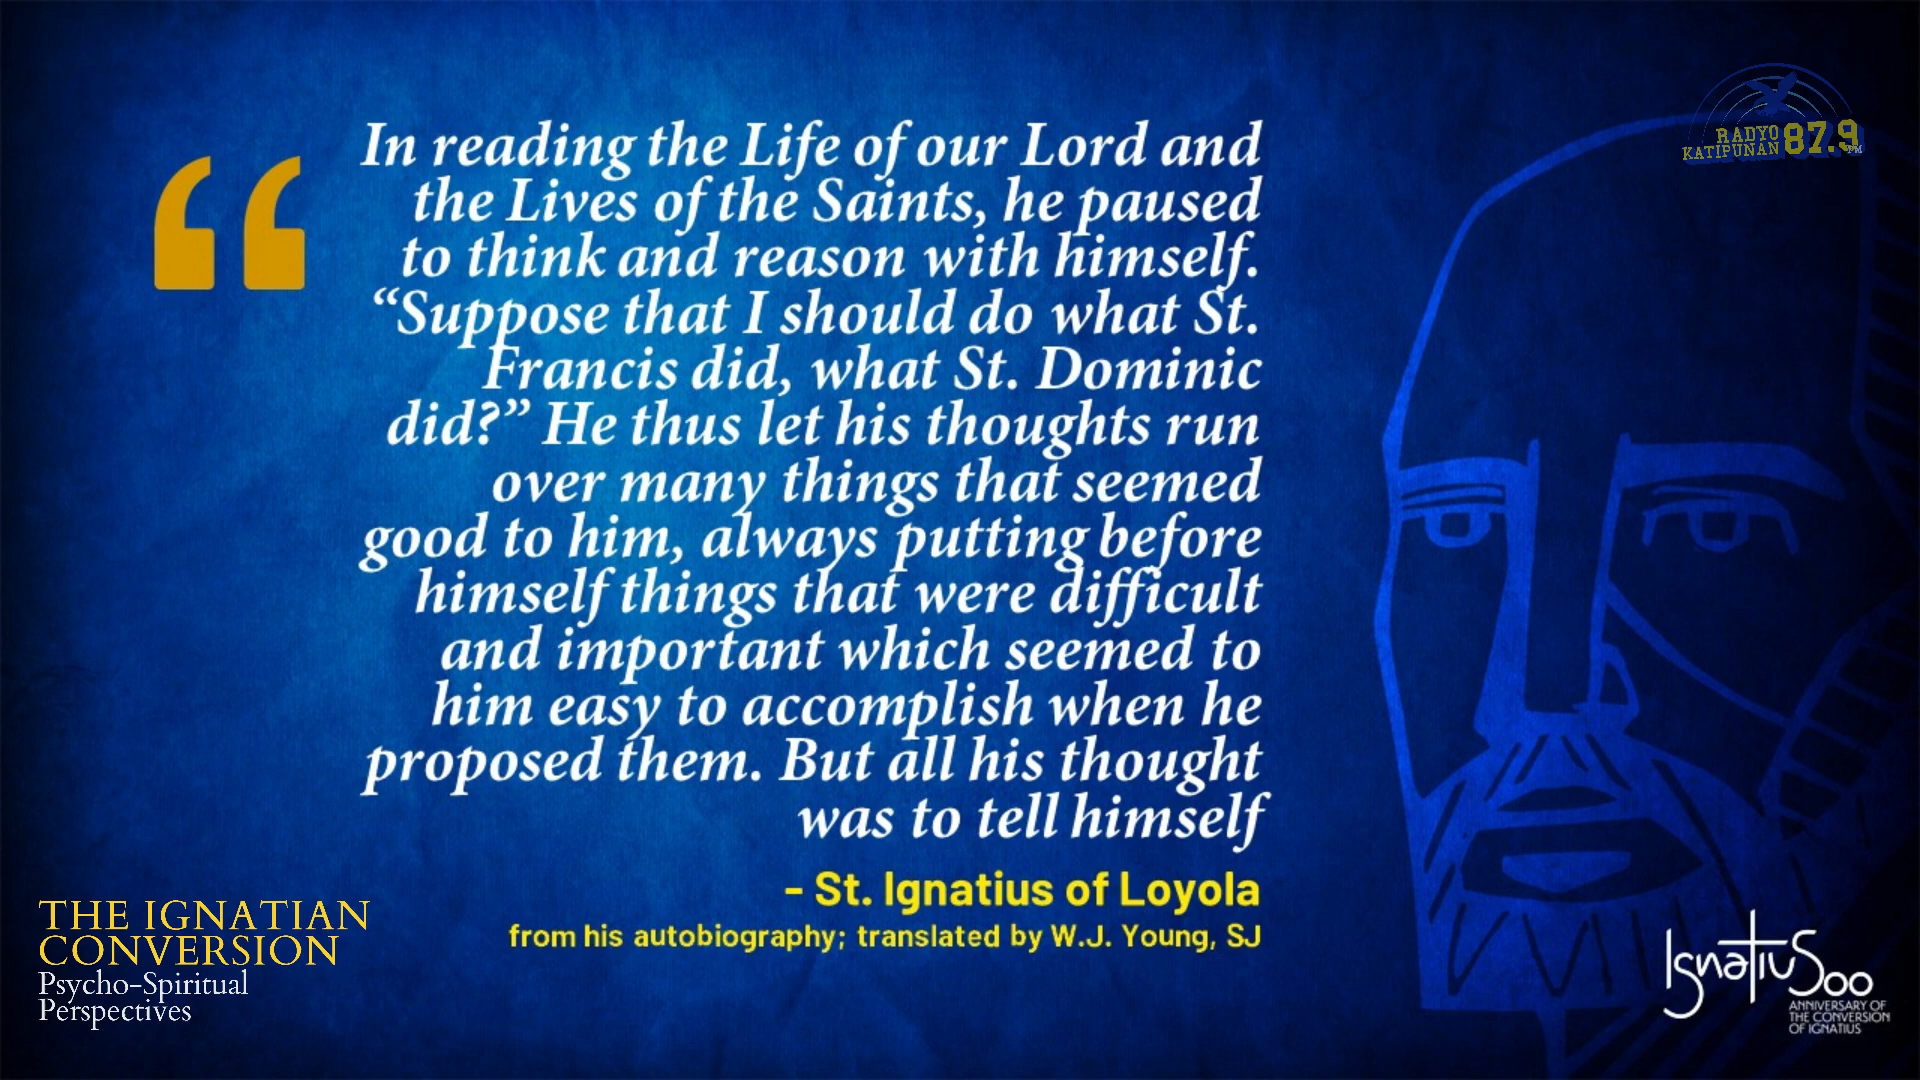 RADYO
KATIPUNAN 87.9 FM
In reading the Life of our Lord and
the Lives of the Saints, he paused
to think and reason with himself.
“Suppose that I should do what St.
Francis did, what St. Dominic
did?” He thus let his thoughts run
over many things that seemed
good to him, always putting before
himself things that were difficult
and important which seemed to
him easy to accomplish when he
proposed them. But all his thought
was to tell himself
– St. Ignatius of Loyola
from his autobiography; translated by W.J. Young, SJ
THE IGNATIAN
CONVERSION
Psycho-Spiritual
Perspectives
Ignatius500
ANNIVERSARY OF
THE CONVERSION
OF IGNATIUS